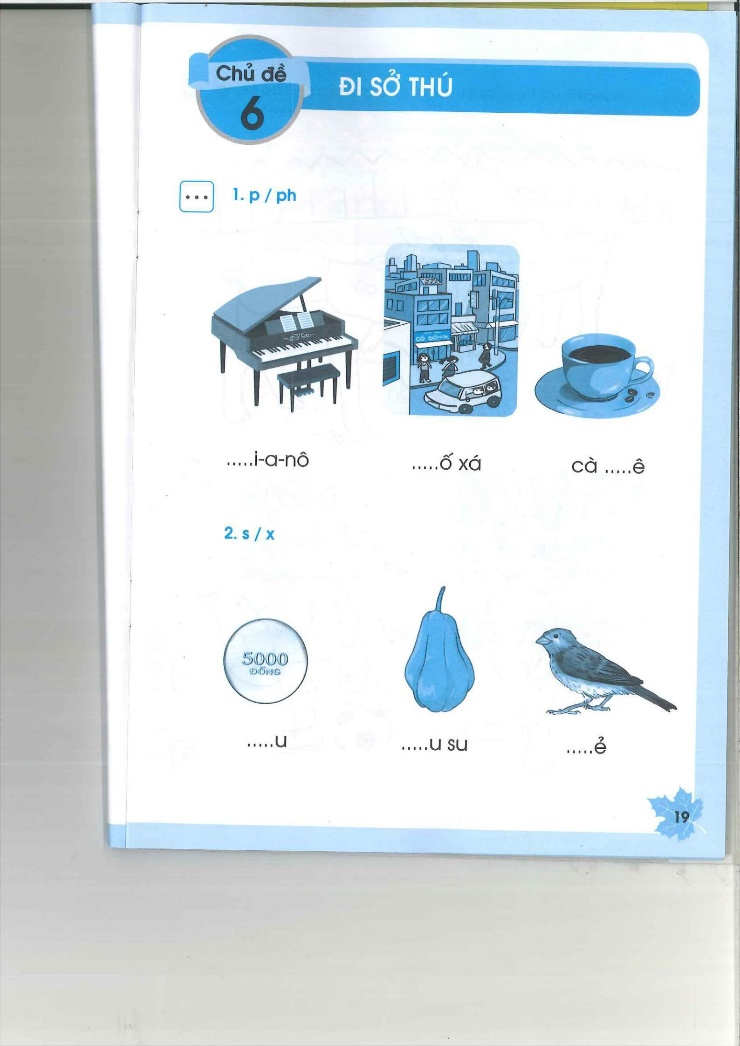 Chủ đề
6
ĐI SỞ THÚ
... 1. p / ph
.....i-a-nô
.....ố xá
cà .....ê
2. s / x
5000
ĐỒNG
.....u
.....u su
.....ẻ
19